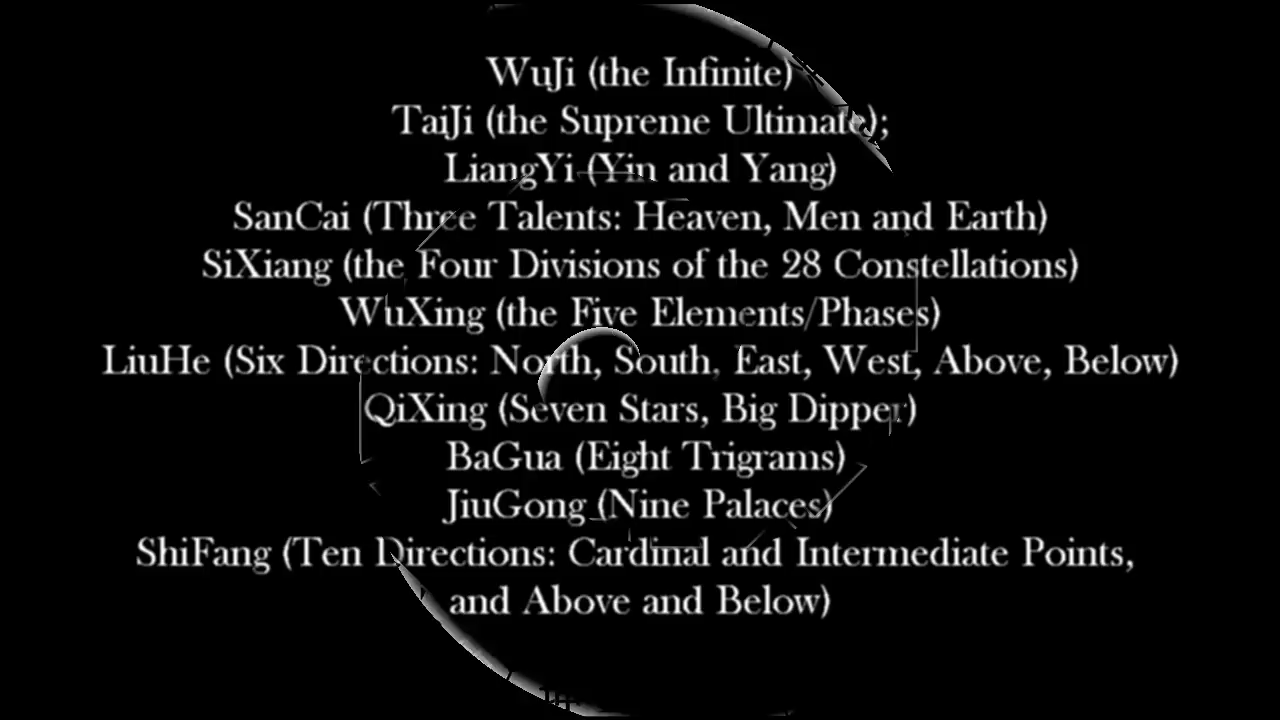 WuJi (the Infinite)
TaiJi (the Supreme Ultimate);
LiangYi (Yin and Yang)
SanCai (Three Talents: Heaven, Men and Earth)
SiXiang (the Four Divisions of the 28 Constellations)
WuXing (the Five Elements/Phases)
LiuHe (Six Directions: North, South, East, West, Above, Below)
QiXing (Seven Stars, Big Dipper)
BaGua (Eight Trigrams)
JiuGong (Nine Palaces)
ShiFang (Ten Directions: Cardinal and Intermediate Points,
and Above and Below)